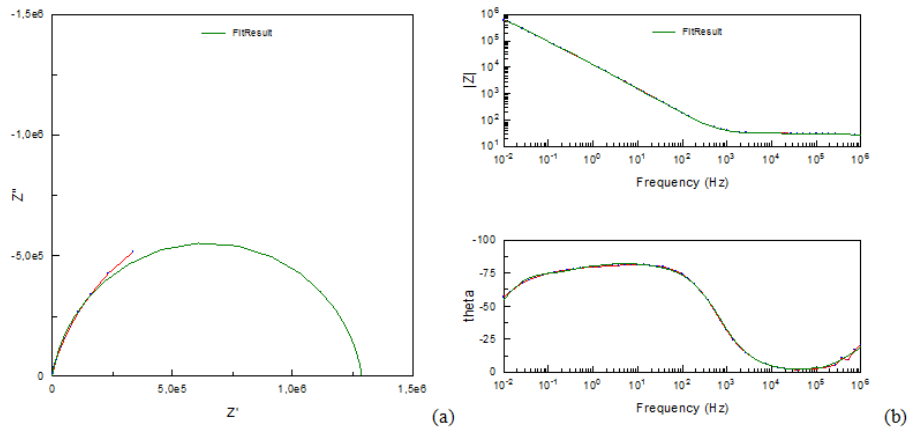 -1,5e6
-1,0e6
-5,0e5
0
Z''
FitResult
0
5,0e5
1,0e6
1,5e6
Z'
(a)
10^6
10^5
10^4
10^3
10^2
10^1
|Z|
FitResult
10^-2
10^-1
10^0
10^1
10^2
10^3
10^4
10^5
10^6
Frequency (Hz)
-100
-75
-50
-25
0
theta
10^-2
10^-1
10^0
10^1
10^2
10^3
10^4
10^5
10^6
Frequency (Hz)
(b)